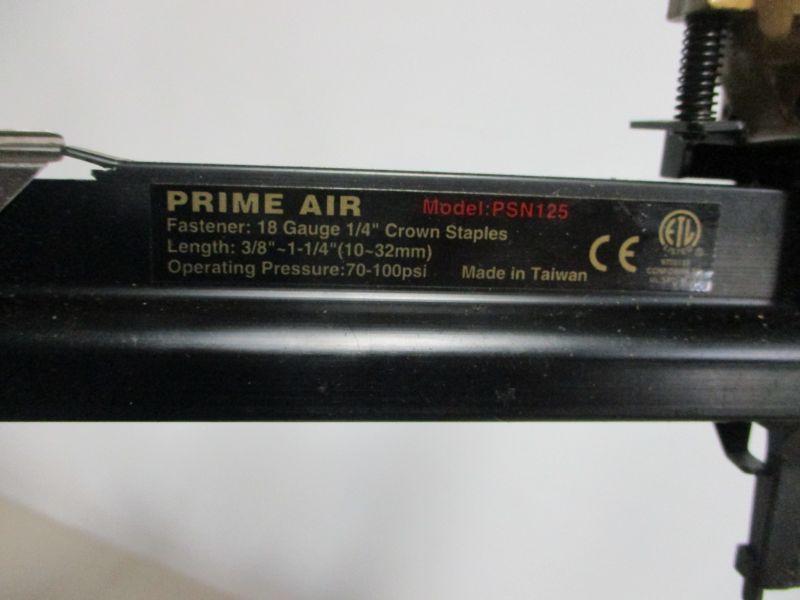 PRIME AIR Model:PSN125
Fastener: 18 Gauge 1/4" Crown Staples
Length: 3/8"~1-1/4"(10~32mm)
Operating Pressure:70-100psi Made in Taiwan
CE
ETL